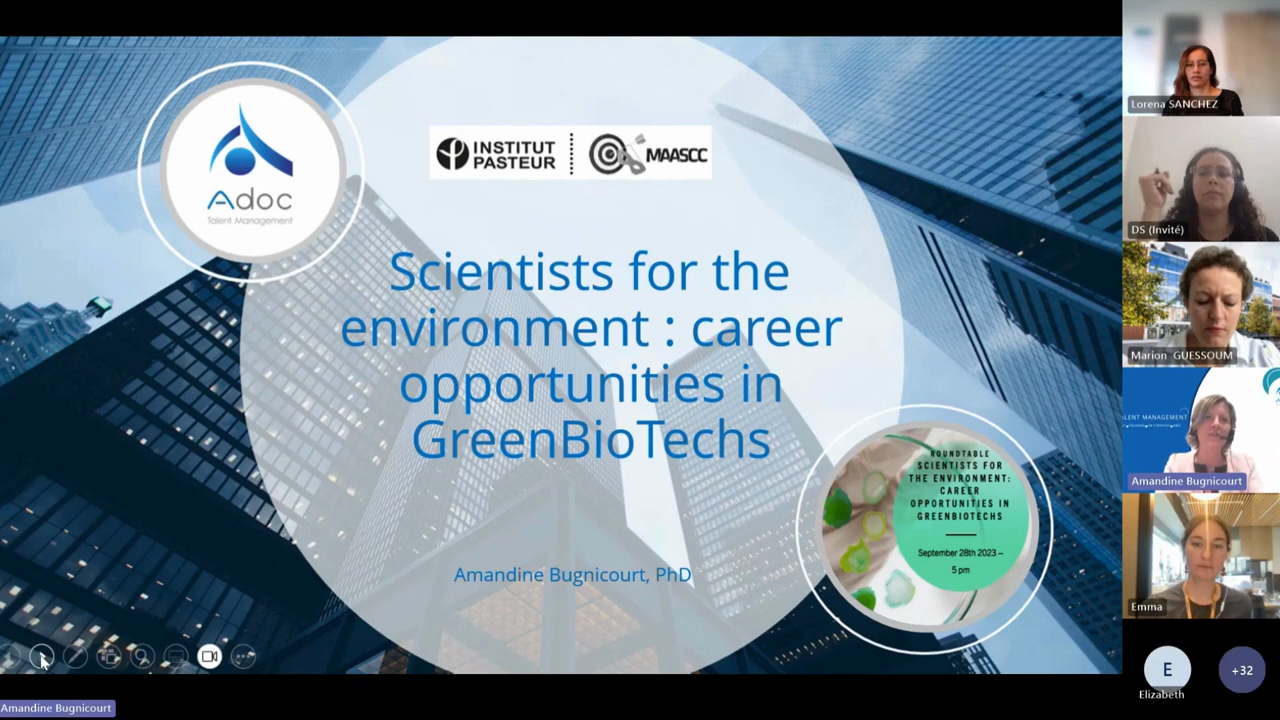 Adoc
Talent Management
INSTITUT
PASTEUR
MAASCC
Scientists for the
environment : career
opportunities in
GreenBioTechs
Amandine Bugnicourt, PhD
ROUNDTABLE
SCIENTISTS FOR
THE ENVIRONMENT:
CAREER
OPPORTUNITIES IN
GREENBIOTECHS
September 28th 2023 –
5 pm
Amandine Bugnicourt
Lorena SANCHEZ
DS (Invité)
Marion GUESSOUM
ALENT MANAGEMENT
Amandine Bugnicourt
Emma
E
Elizabeth
+32